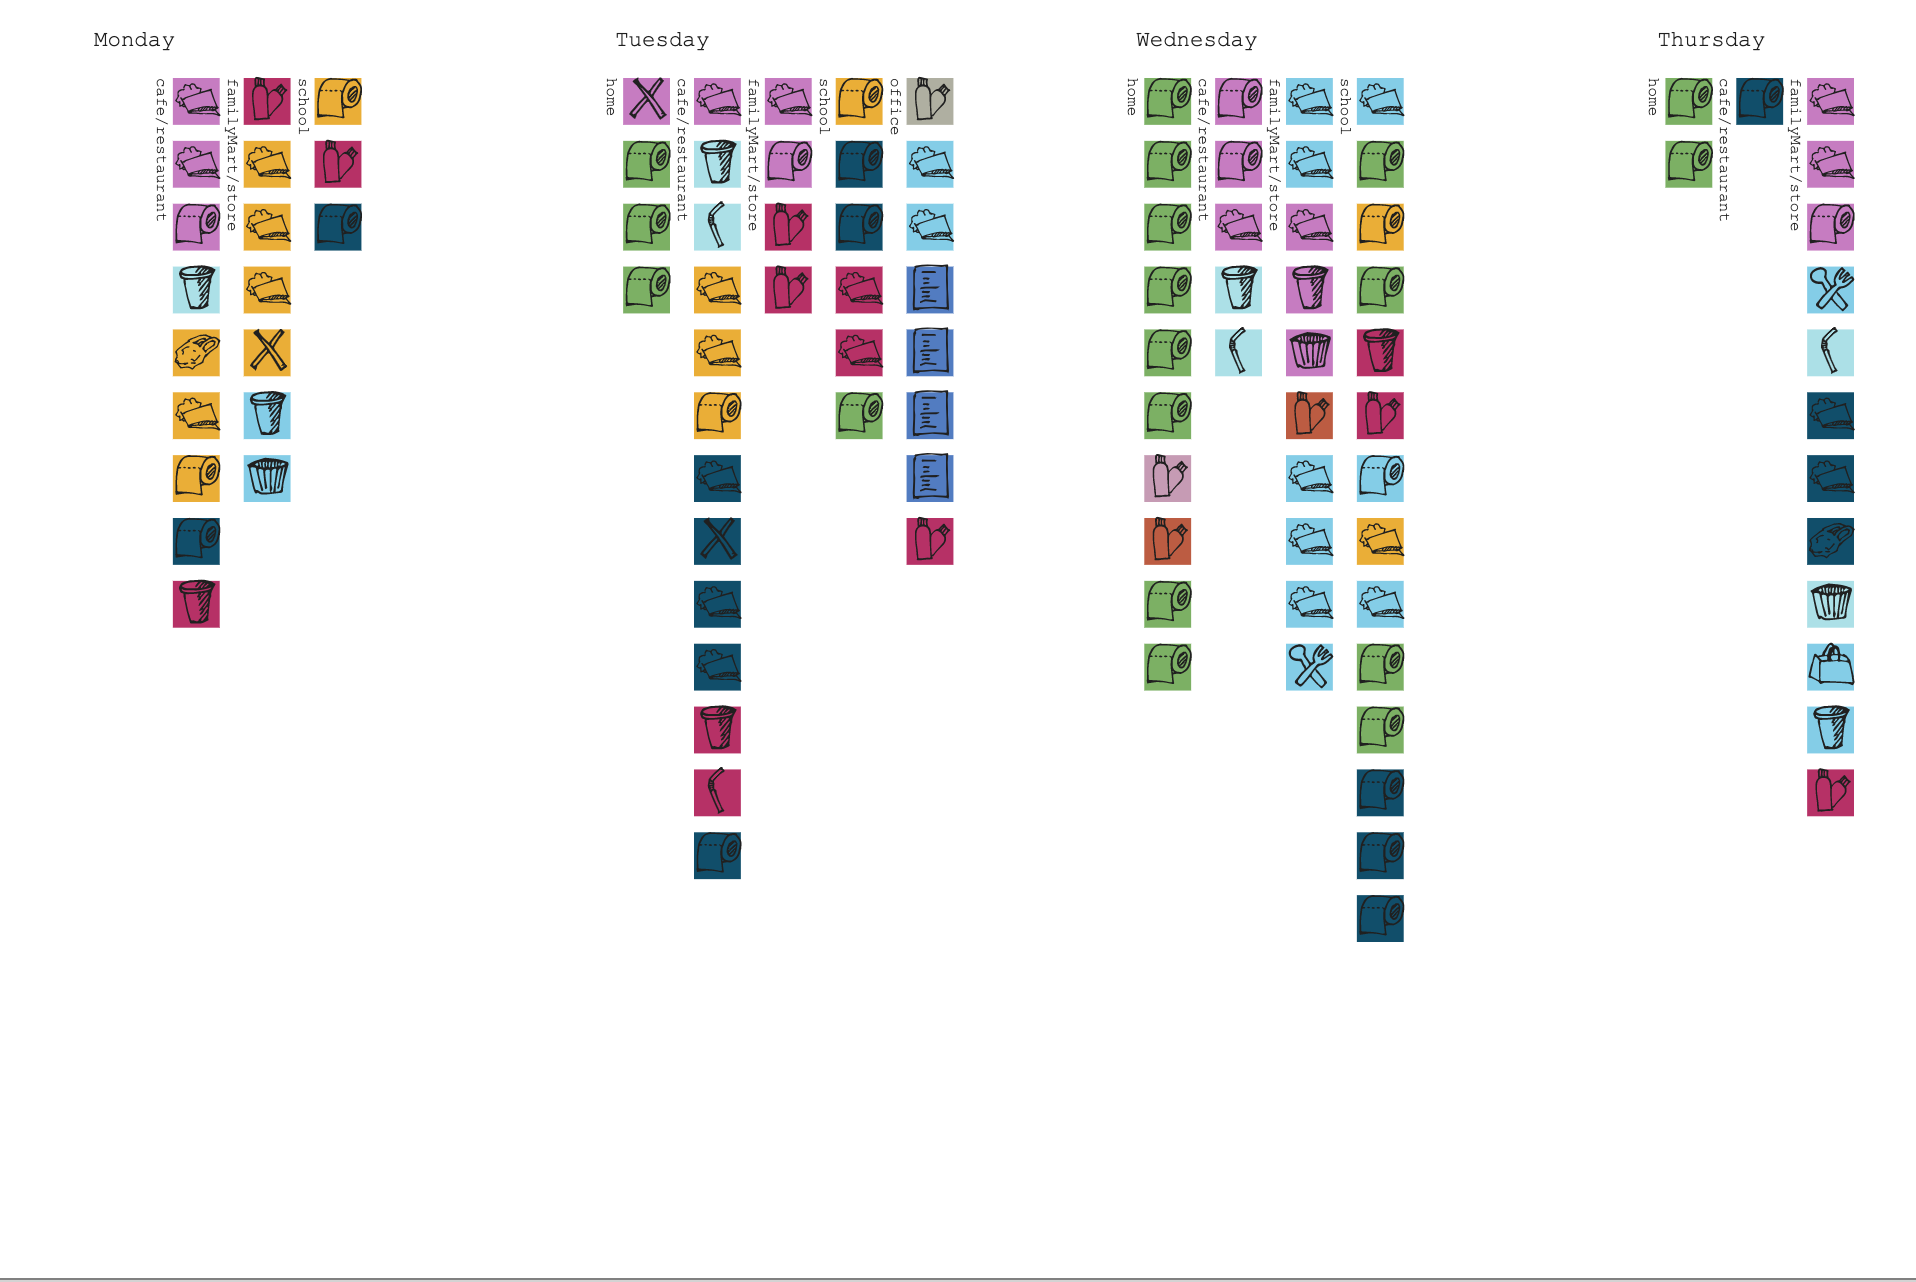 Monday
cafe/restaurant
familyMart/store
school
Tuesday
home
cafe/restaurant
familyMart/store
school
office
Wednesday
home
cafe/restaurant
familyMart/store
school
Thursday
home
cafe/restaurant
familyMart/store